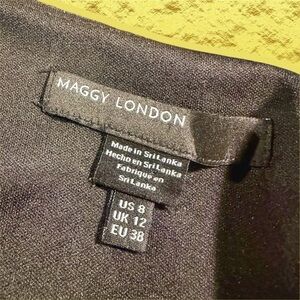 MAGGY LONDON
Made in Sri Lanka
Hecho en Sri Lanka
Fabrique en
Sri Lanka
US 8
UK 12
EU 38